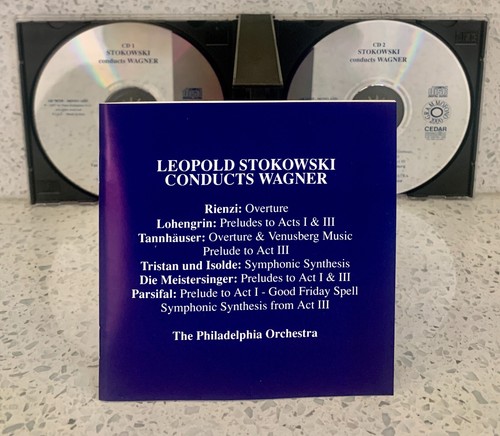 CD 1
STOKOWSKI
conducts WAGNER
CD 2
STOKOWSKI
conducts WAGNER
GRAMMOFONO
2000
CEDAR
LEOPOLD STOKOWSKI
CONDUCTS WAGNER
Rienzi: Overture
Lohengrin: Preludes to Acts I & III
Tannhäuser: Overture & Venusberg Music
Prelude to Act III
Tristan und Isolde: Symphonic Synthesis
Die Meistersinger: Preludes to Act I & III
Parsifal: Prelude to Act I - Good Friday Spell
Symphonic Synthesis from Act III
The Philadelphia Orchestra